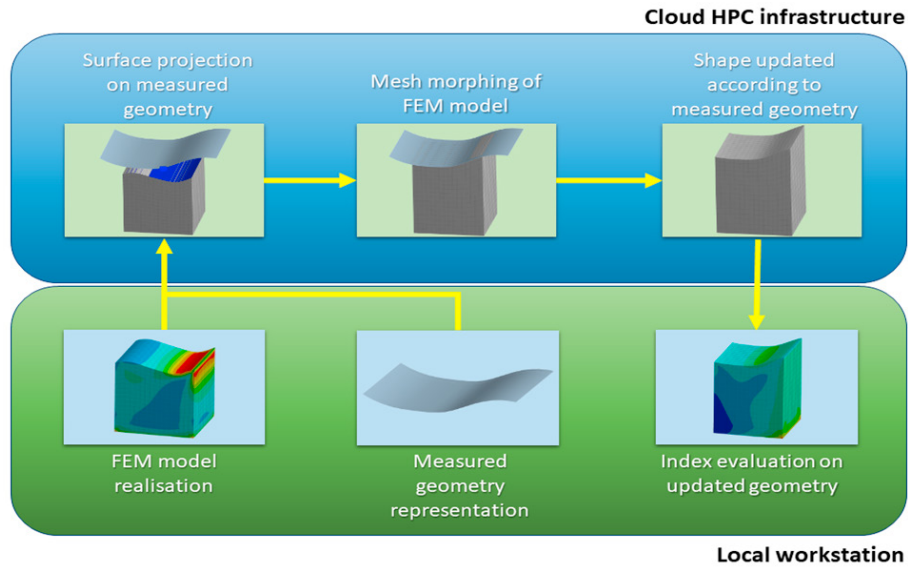 Cloud HPC infrastructure
Surface projection
on measured
geometry
Mesh morphing of
FEM model
Shape updated
according to
measured geometry
FEM model
realisation
Measured
geometry
representation
Index evaluation on
updated geometry
Local workstation